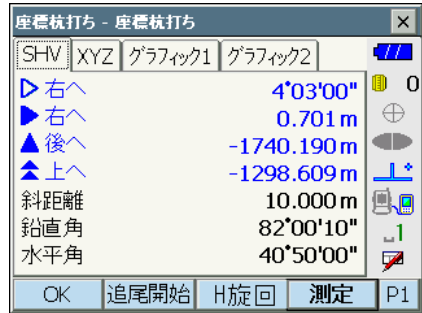 座標杭打ち - 座標杭打ち
SHV XYZ グラフィック1 グラフィック2
右へ 4°03'00" 0
右へ 0.701 m
後へ -1740.190 m
上へ -1298.609 m
斜距離 10.000 m
鉛直角 82°00'10" 1
水平角 40°50'00"
OK 追尾開始 H旋回 測定 P1